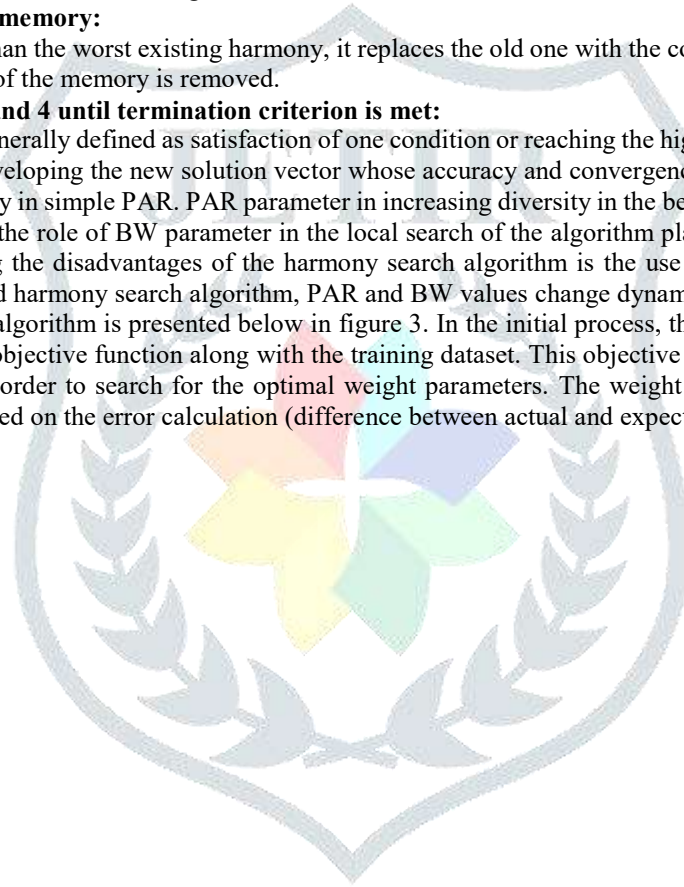 memory:
an the worst existing harmony, it replaces the old one with the co
of the memory is removed.
nd 4 until termination criterion is met:
nerally defined as satisfaction of one condition or reaching the hig
veloping the new solution vector whose accuracy and convergen
y in simple PAR. PAR parameter in increasing diversity in the be
the role of BW parameter in the local search of the algorithm pl
the disadvantages of the harmony search algorithm is the use
d harmony search algorithm, PAR and BW values change dynam
algorithm is presented below in figure 3. In the initial process, th
objective function along with the training dataset. This objective
order to search for the optimal weight parameters. The weight
ed on the error calculation (difference between actual and expec
JETIR